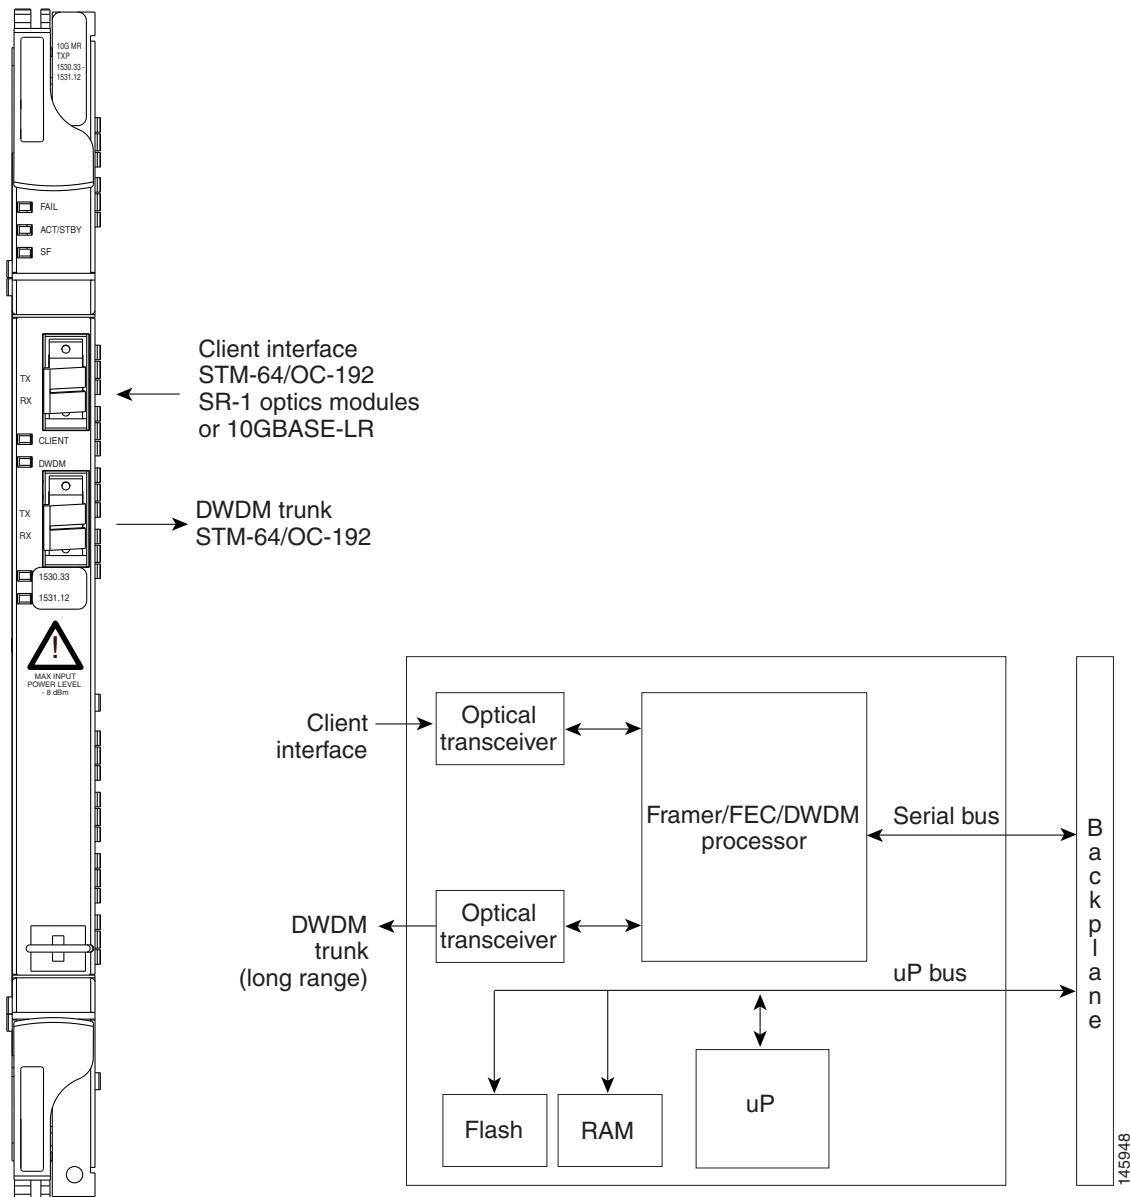 10G MR
TXP
1530.33 -
1531.12
FAIL
ACT/STBY
SF
TX
RX
CLIENT
DWDM
TX
RX
1530.33
1531.12
!
MAX INPUT
POWER LEVEL
- 8 dBm
Client interface
STM-64/OC-192
SR-1 optics modules
or 10GBASE-LR
DWDM trunk
STM-64/OC-192
Client
interface
Optical
transceiver
Framer/FEC/DWDM
processor
Serial bus
DWDM
trunk
(long range)
Optical
transceiver
uP bus
Flash
RAM
uP
Backplane
145948